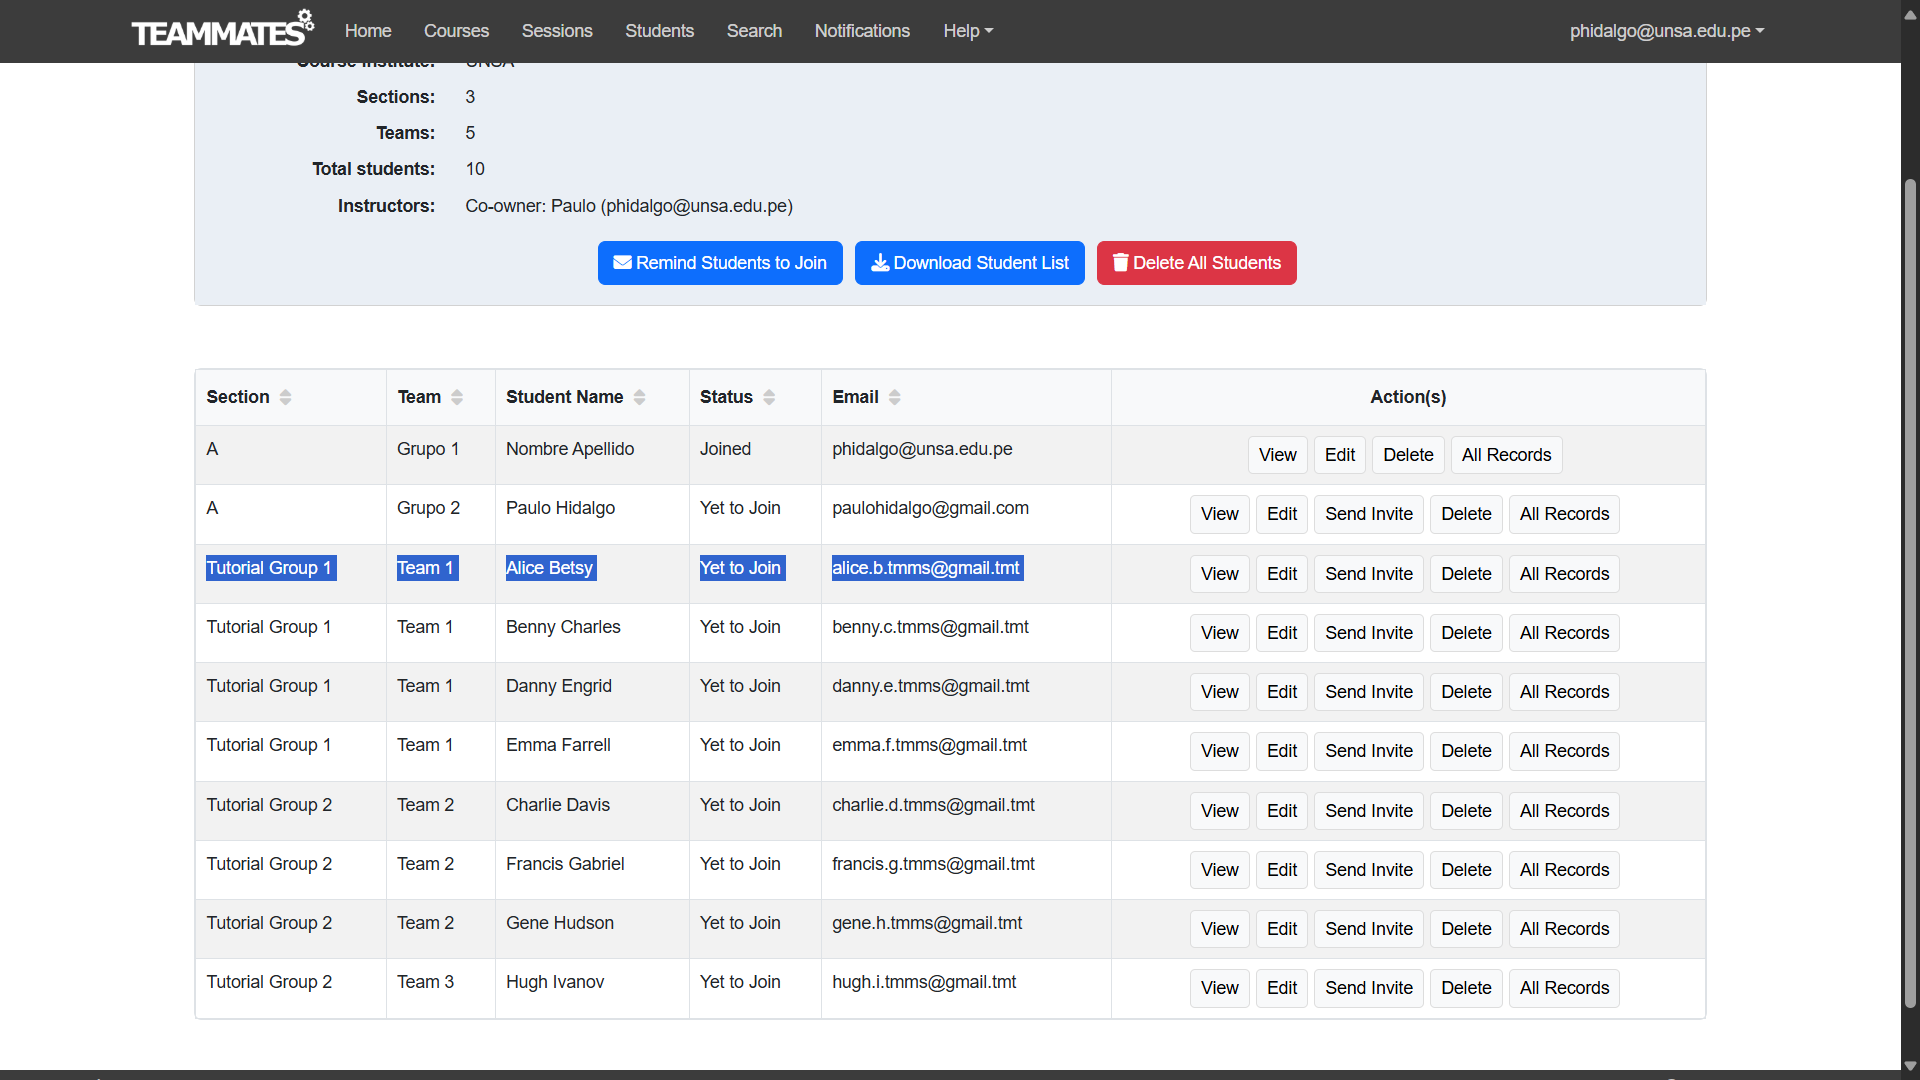 TEAMMATES Home Courses Sessions Students Search Notifications Help phidalgo@unsa.edu.pe
Course Institute: UNSA
Sections: 3
Teams: 5
Total students: 10
Instructors: Co-owner: Paulo (phidalgo@unsa.edu.pe)
Remind Students to Join Download Student List Delete All Students
Section Team Student Name Status Email Action(s)
A Grupo 1 Nombre Apellido Joined phidalgo@unsa.edu.pe View Edit Delete All Records
A Grupo 2 Paulo Hidalgo Yet to Join paulohidalgo@gmail.com View Edit Send Invite Delete All Records
Tutorial Group 1 Team 1 Alice Betsy Yet to Join alice.b.tmms@gmail.tmt View Edit Send Invite Delete All Records
Tutorial Group 1 Team 1 Benny Charles Yet to Join benny.c.tmms@gmail.tmt View Edit Send Invite Delete All Records
Tutorial Group 1 Team 1 Danny Engrid Yet to Join danny.e.tmms@gmail.tmt View Edit Send Invite Delete All Records
Tutorial Group 1 Team 1 Emma Farrell Yet to Join emma.f.tmms@gmail.tmt View Edit Send Invite Delete All Records
Tutorial Group 2 Team 2 Charlie Davis Yet to Join charlie.d.tmms@gmail.tmt View Edit Send Invite Delete All Records
Tutorial Group 2 Team 2 Francis Gabriel Yet to Join francis.g.tmms@gmail.tmt View Edit Send Invite Delete All Records
Tutorial Group 2 Team 2 Gene Hudson Yet to Join gene.h.tmms@gmail.tmt View Edit Send Invite Delete All Records
Tutorial Group 2 Team 3 Hugh Ivanov Yet to Join hugh.i.tmms@gmail.tmt View Edit Send Invite Delete All Records